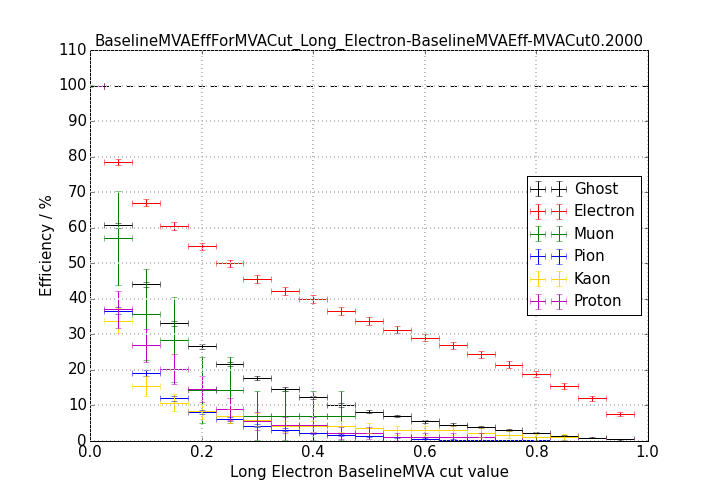 BaselineMVAEffForMVACut_Long_Electron-BaselineMVAEff-MVACut0.2000
110
100
90
80
70
60
50
40
30
20
10
0
Efficiency / %
Ghost
Electron
Muon
Pion
Kaon
Proton
0.0 0.2 0.4 0.6 0.8 1.0
Long Electron BaselineMVA cut value